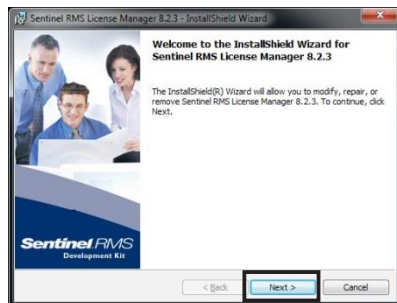 Sentinel RMS License Manager 8.2.3 - InstallShield Wizard
Welcome to the InstallShield Wizard for
Sentinel RMS License Manager 8.2.3
The InstallShield(R) Wizard will allow you to modify, repair, or
remove Sentinel RMS License Manager 8.2.3. To continue, click
Next.
Sentinel RMS
Development Kit
< Back
Next >
Cancel